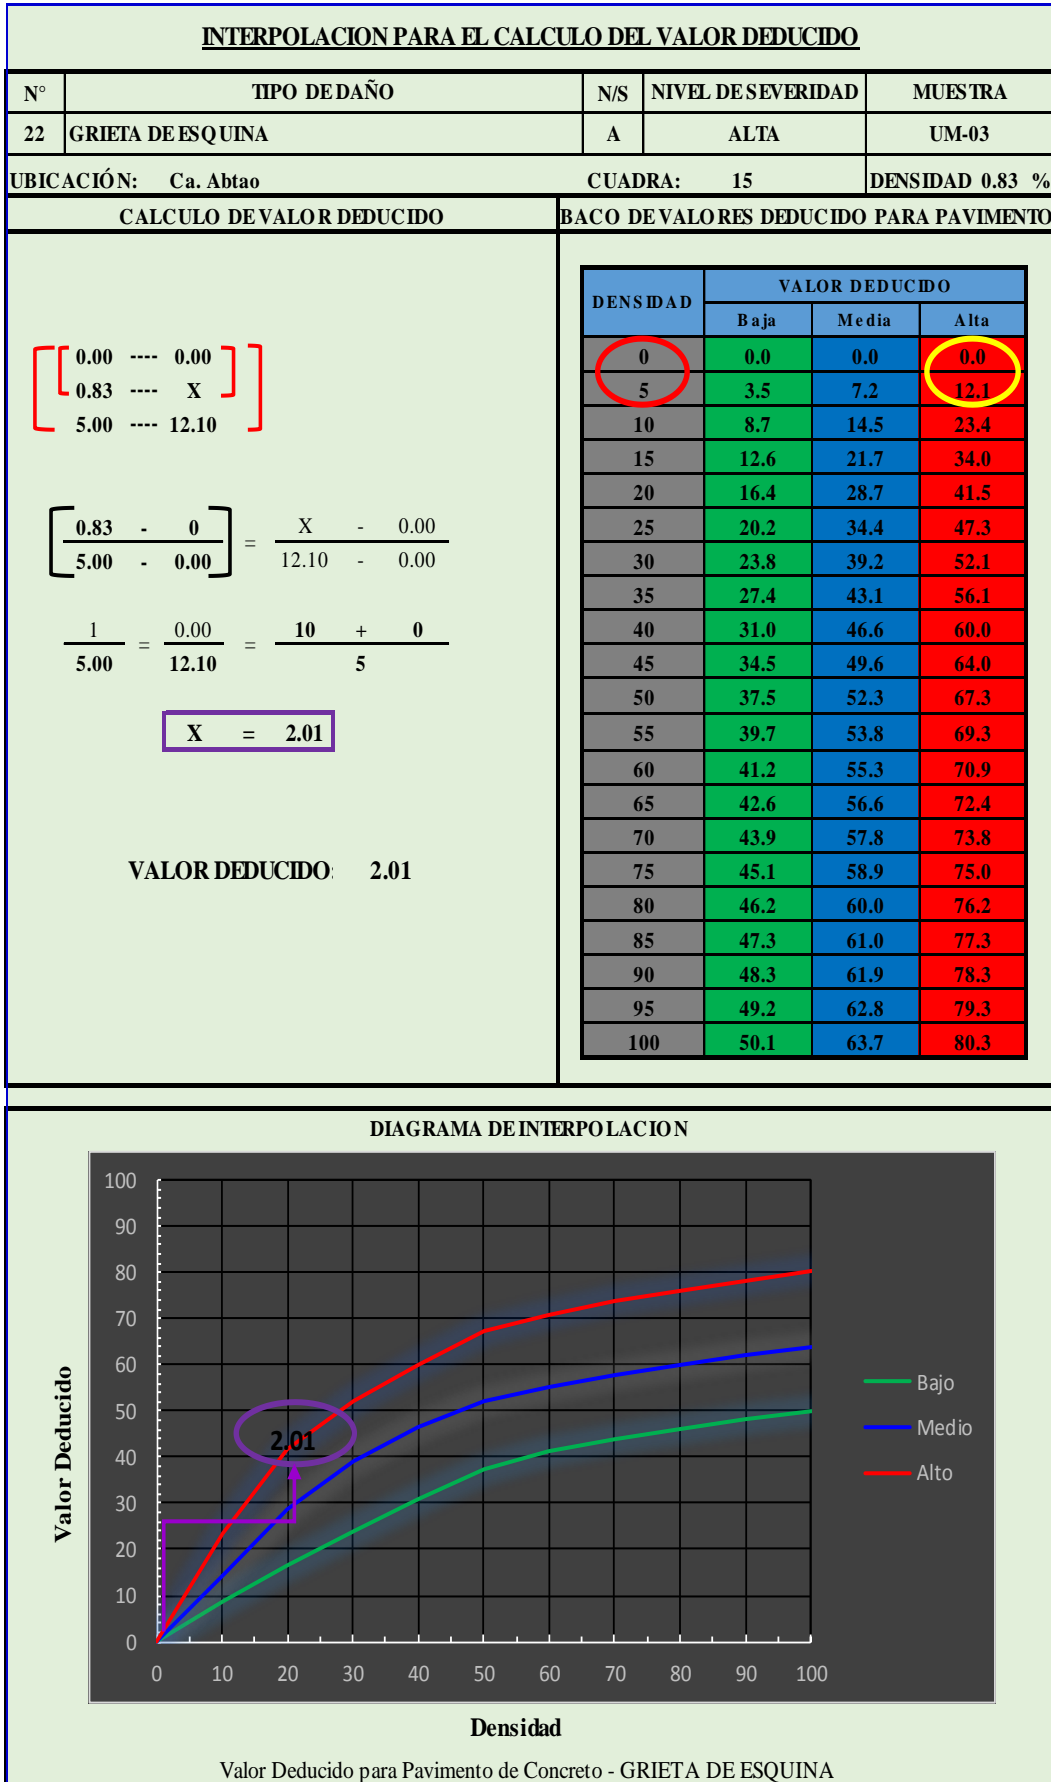 INTERPOLACION PARA EL CALCULO DEL VALOR DEDUCIDO
N° TIPO DE DAÑO N/S NIVEL DE SEVERIDAD MUESTRA
22 GRIETA DE ESQUINA A ALTA UM-03
UBICACIÓN: Ca. Abtao CUADRA: 15 DENSIDAD 0.83 %
CALCULO DE VALOR DEDUCIDO BACO DE VALORES DEDUCIDO PARA PAVIMENTO
0.00 ---- 0.00
0.83 ---- X
5.00 ---- 12.10
0.83 - 0 = X - 0.00
5.00 - 0.00 12.10 - 0.00
1 = 0.00 = 10 + 0
5.00 12.10 5
X = 2.01
VALOR DEDUCIDO: 2.01
DENSIDAD VALOR DEDUCIDO
Baja Media Alta
0 0.0 0.0 0.0
5 3.5 7.2 12.1
10 8.7 14.5 23.4
15 12.6 21.7 34.0
20 16.4 28.7 41.5
25 20.2 34.4 47.3
30 23.8 39.2 52.1
35 27.4 43.1 56.1
40 31.0 46.6 60.0
45 34.5 49.6 64.0
50 37.5 52.3 67.3
55 39.7 53.8 69.3
60 41.2 55.3 70.9
65 42.6 56.6 72.4
70 43.9 57.8 73.8
75 45.1 58.9 75.0
80 46.2 60.0 76.2
85 47.3 61.0 77.3
90 48.3 61.9 78.3
95 49.2 62.8 79.3
100 50.1 63.7 80.3
DIAGRAMA DE INTERPOLACION
Valor Deducido
100
90
80
70
60
50
40
30
20
10
0
2.01
0 10 20 30 40 50 60 70 80 90 100
Bajo
Medio
Alto
Densidad
Valor Deducido para Pavimento de Concreto - GRIETA DE ESQUINA